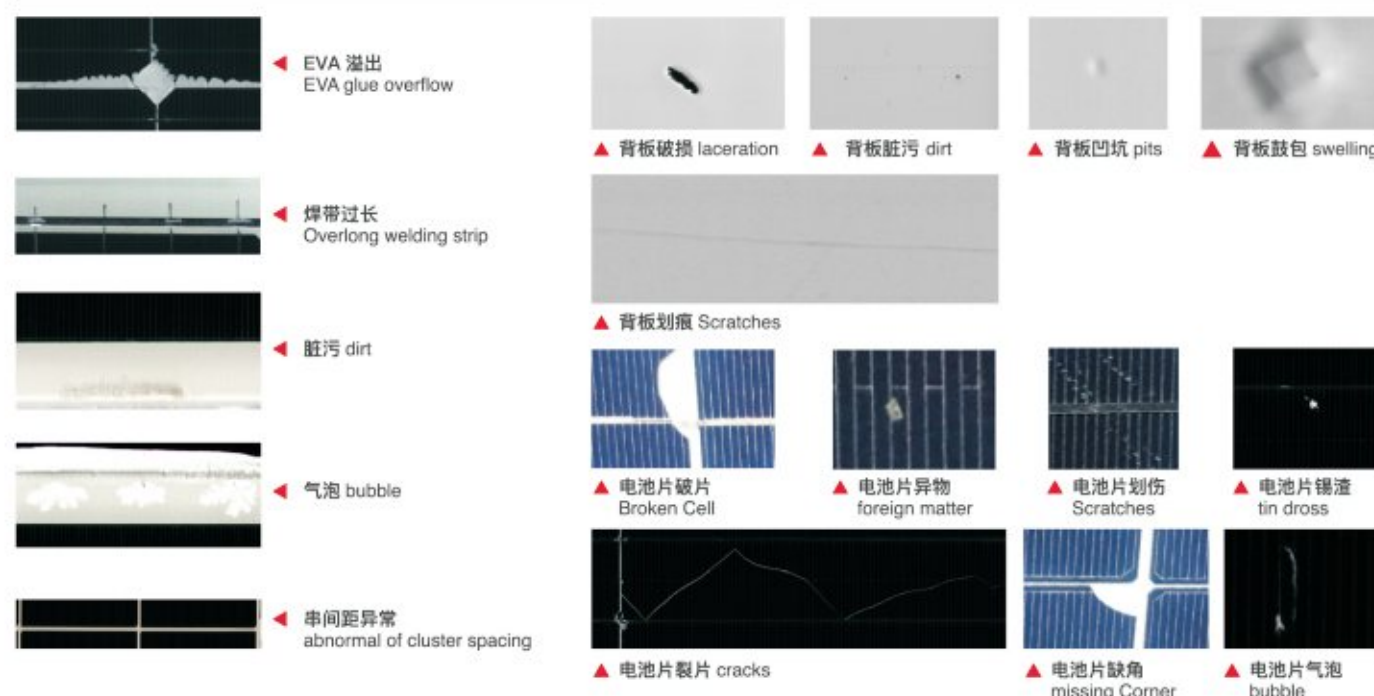 EVA 溢出
EVA glue overflow
焊带过长
Overlong welding strip
脏污 dirt
气泡 bubble
串间距异常
abnormal of cluster spacing
背板破损 laceration
背板脏污 dirt
背板凹坑 pits
背板鼓包 swelling
背板划痕 Scratches
电池片破片
Broken Cell
电池片异物
foreign matter
电池片划伤
Scratches
电池片锡渣
tin dross
电池片裂片 cracks
电池片缺角
missing Corner
电池片气泡
bubble